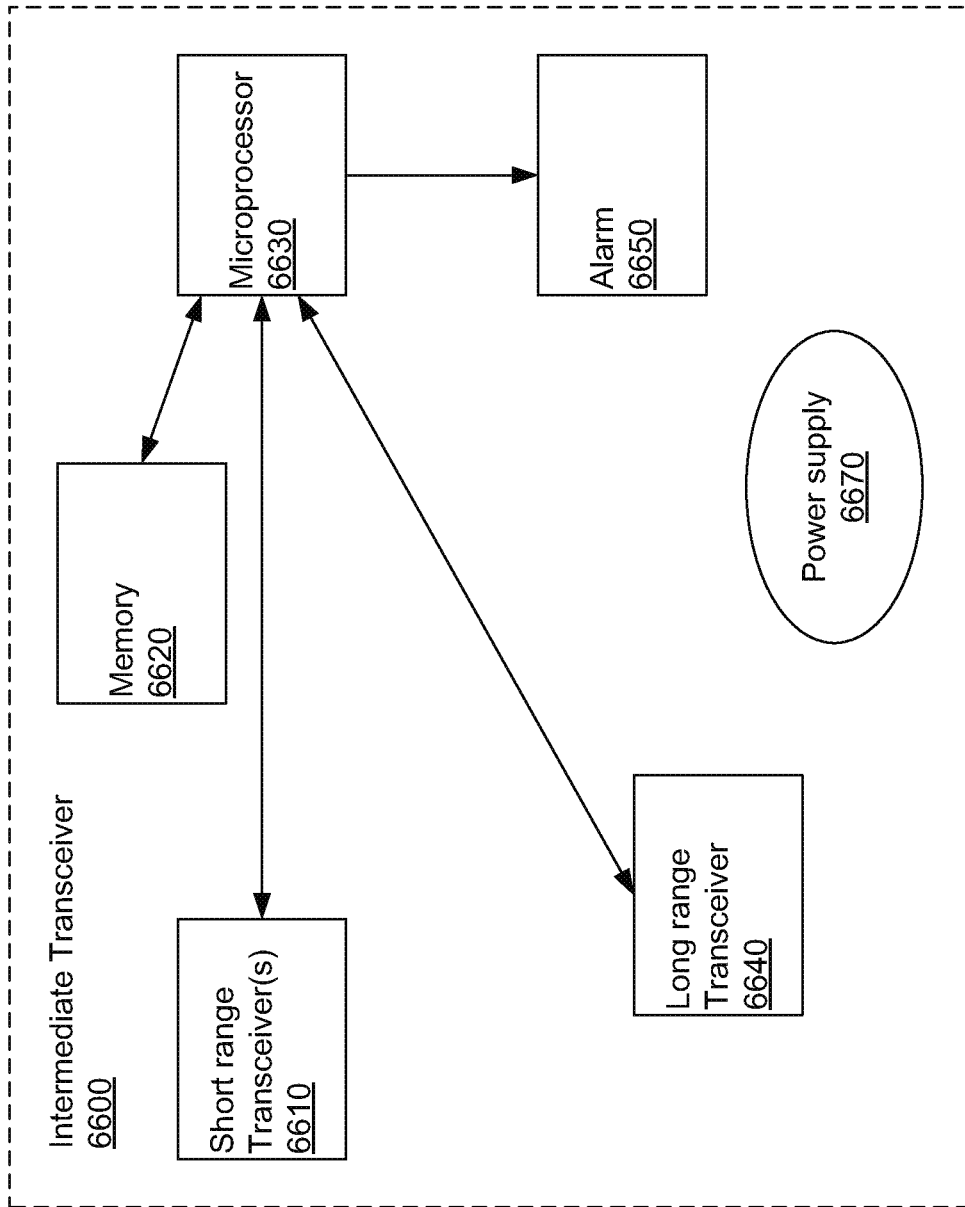 Intermediate Transceiver
6600
Short range
Transceiver(s)
6610
Memory
6620
Microprocessor
6630
Long range
Transceiver
6640
Alarm
6650
Power supply
6670